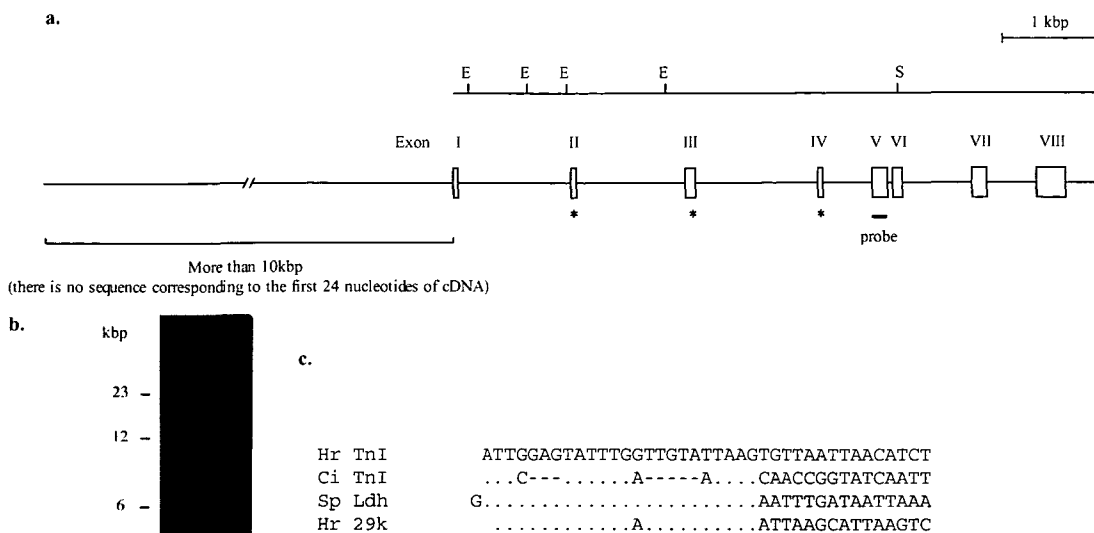 a.
1 kbp
E E E E S
Exon I II III IV V VI VII VIII
* * *
probe
More than 10kbp
(there is no sequence corresponding to the first 24 nucleotides of cDNA)
b.
kbp
23 –
12 –
6 –
c.
Hr TnI ATTGGAGTATTTGGTTGTATTAAGTGTTAATTAACATCT
Ci TnI ...C---......A-----A....CAACCGGTATCAATT
Sp Ldh G........................AATTTGATAATTAAA
Hr 29k ............A..........ATTAAGCATTAAGTC